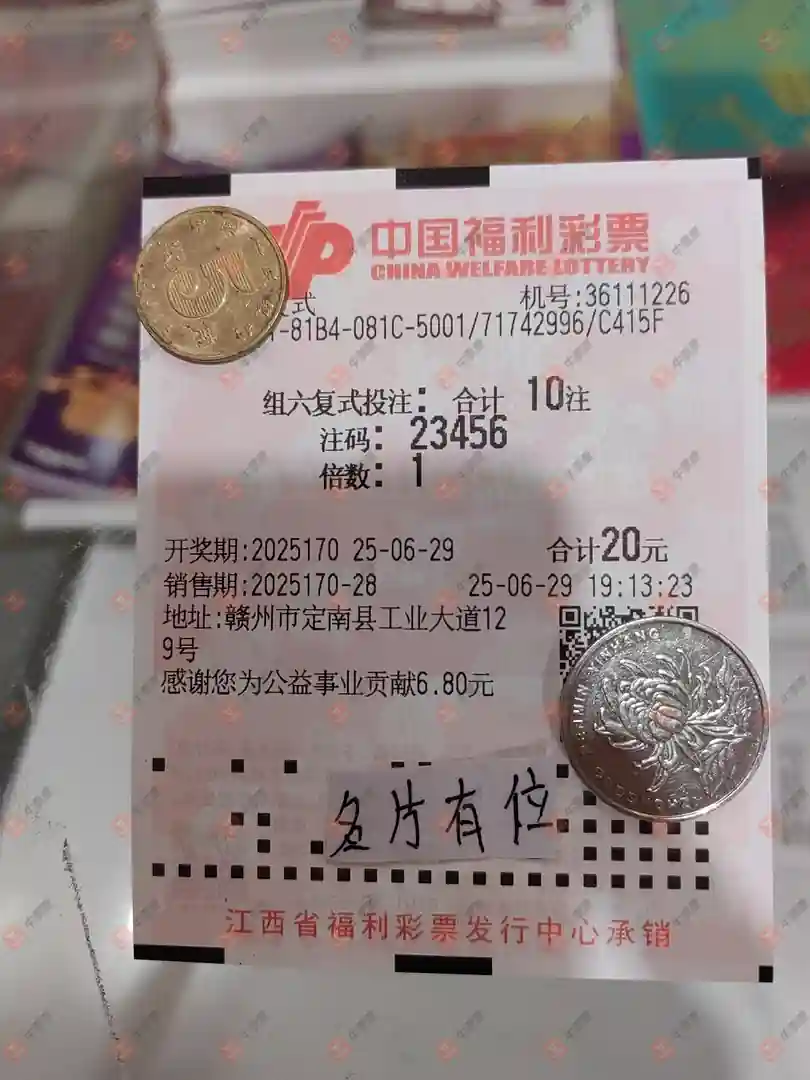 中国福利彩票
CHINA WELFARE LOTTERY
式 机号:36111226
-81B4-081C-5001/71742996/C415F
组六复式投注: 合计 10注
注码: 23456
倍数: 1
开奖期:2025170 25-06-29 合计20元
销售期:2025170-28 25-06-29 19:13:23
地址:赣州市定南县工业大道12
9号
感谢您为公益事业贡献6.80元
名片有位
江西省福利彩票发行中心承销